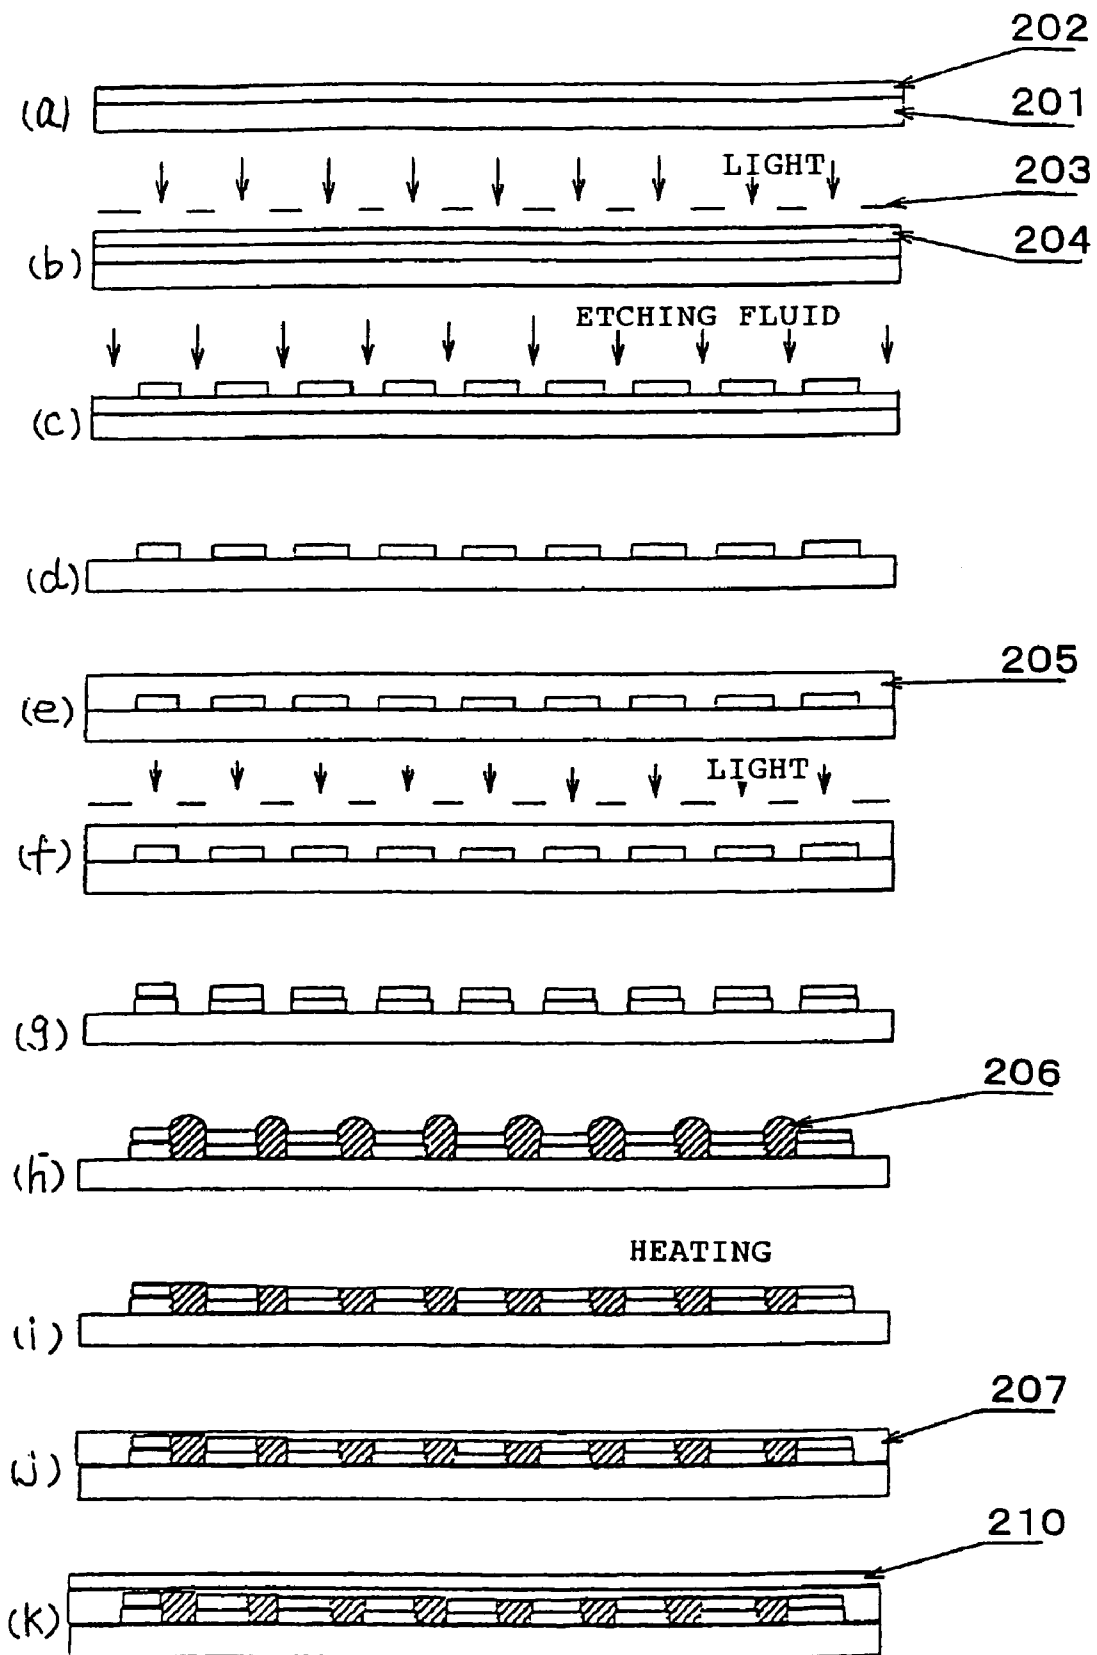 202
(a)
201
LIGHT
203
204
(b)
ETCHING FLUID
(c)
(d)
205
(e)
LIGHT
(f)
(g)
206
(h)
HEATING
(i)
207
(j)
210
(k)